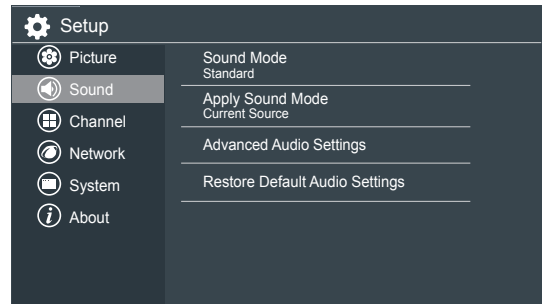 Setup
Picture
Sound
Channel
Network
System
About
Sound Mode
Standard
Apply Sound Mode
Current Source
Advanced Audio Settings
Restore Default Audio Settings